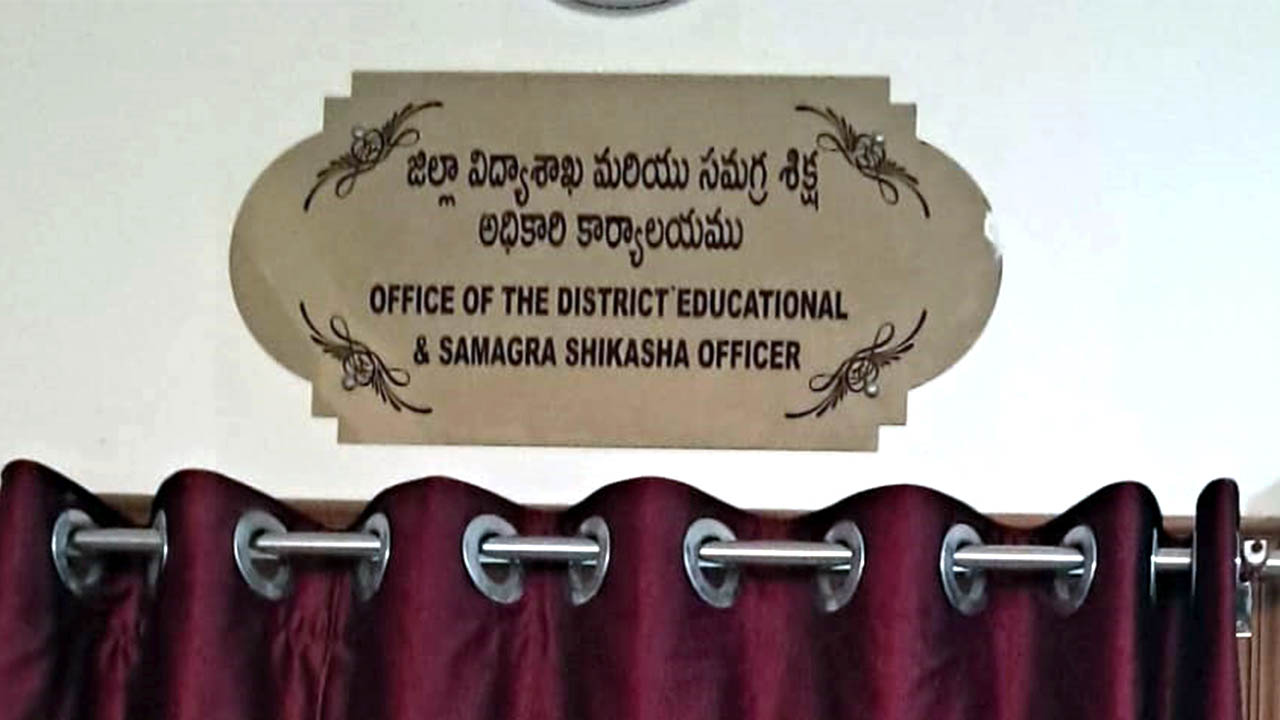 జిల్లా విద్యాశాఖ మరియు సమగ్ర శిక్ష
అధికారి కార్యాలయము
OFFICE OF THE DISTRICT EDUCATIONAL
& SAMAGRA SHIKASHA OFFICER